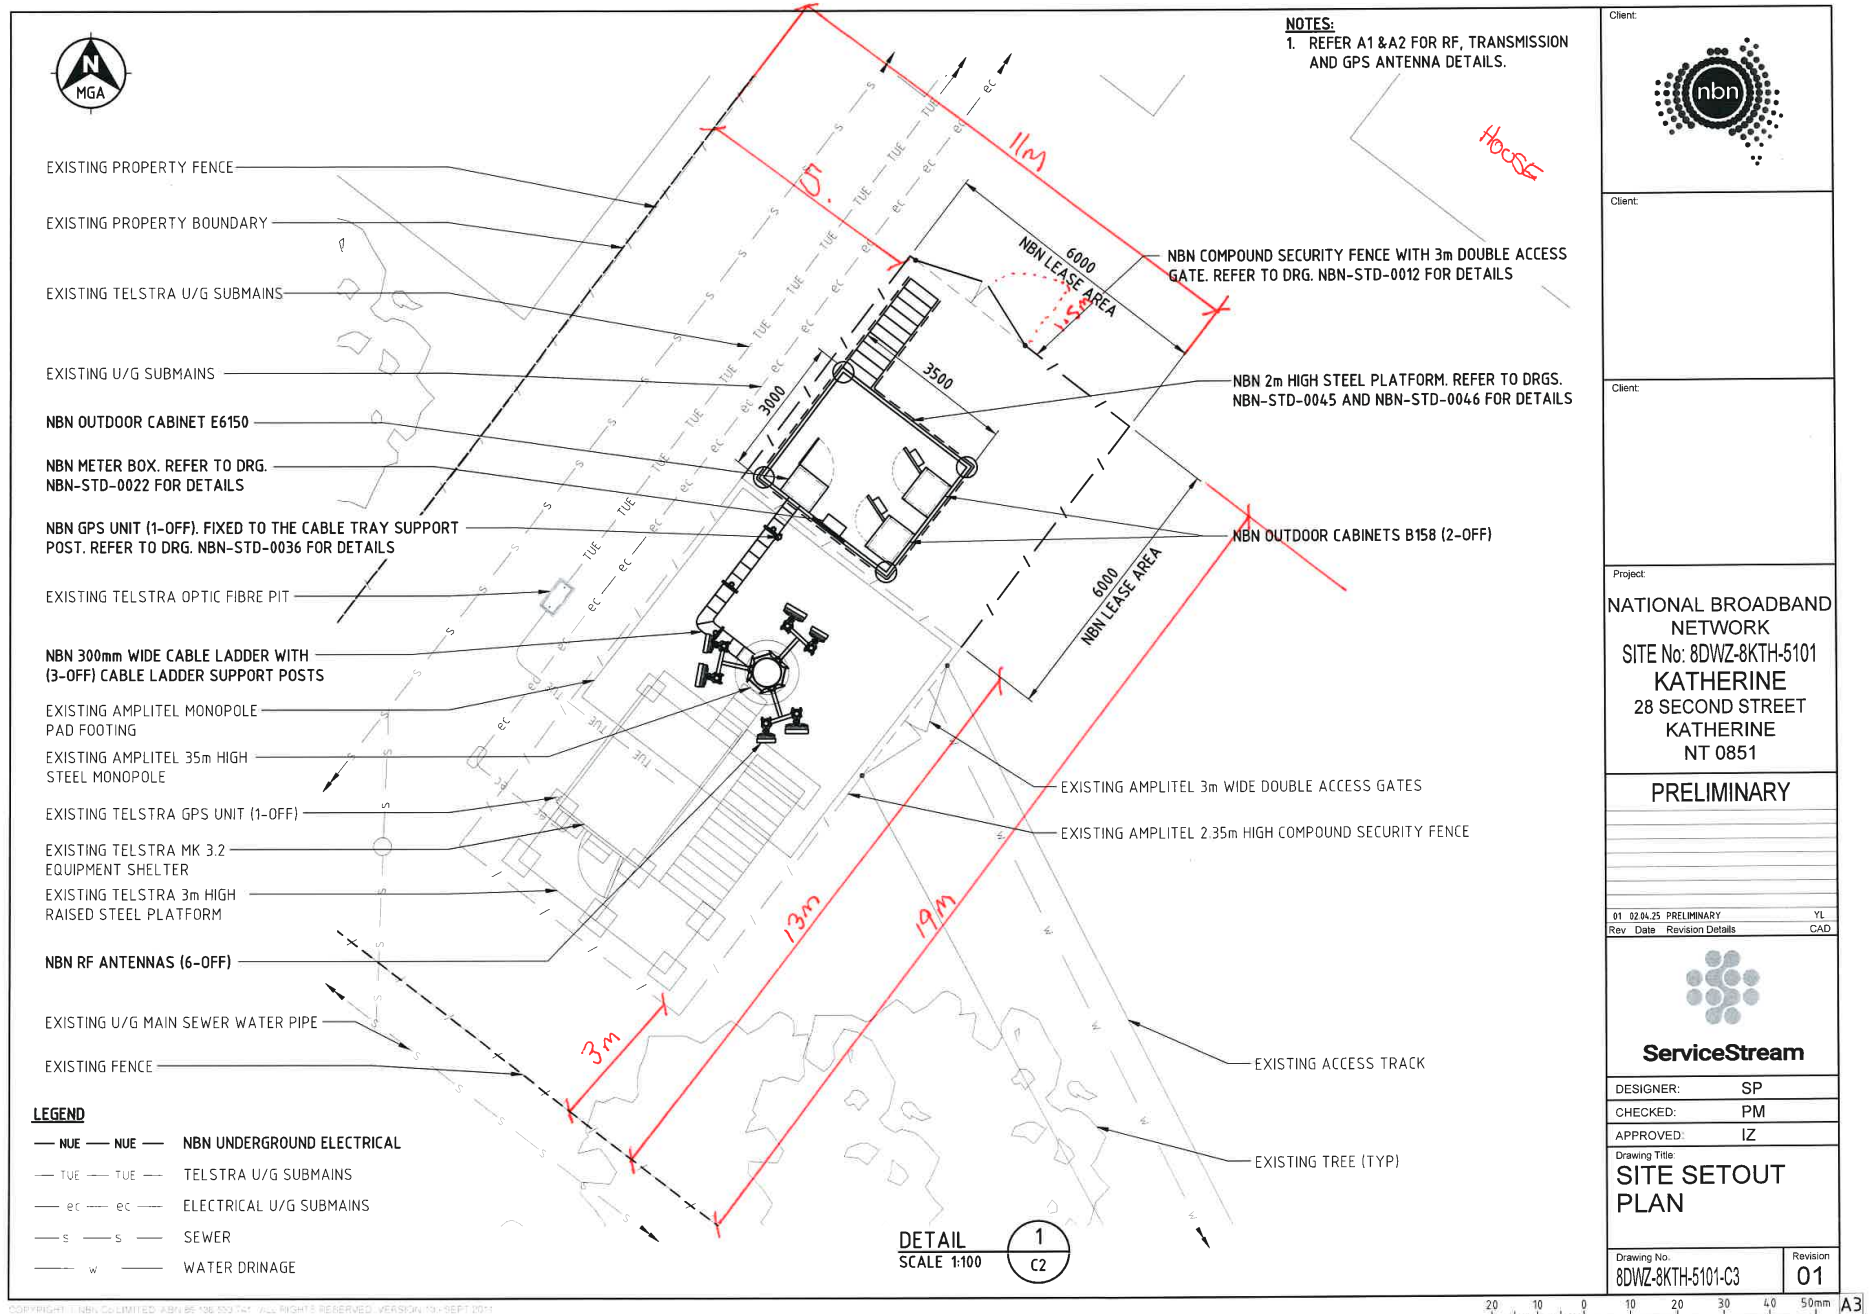 NOTES:
1. REFER A1 &A2 FOR RF, TRANSMISSION
AND GPS ANTENNA DETAILS.
N
MGA
EXISTING PROPERTY FENCE
EXISTING PROPERTY BOUNDARY
EXISTING TELSTRA U/G SUBMAINS
EXISTING U/G SUBMAINS
NBN OUTDOOR CABINET E6150
NBN METER BOX. REFER TO DRG.
NBN-STD-0022 FOR DETAILS
NBN GPS UNIT (1-OFF). FIXED TO THE CABLE TRAY SUPPORT
POST. REFER TO DRG. NBN-STD-0036 FOR DETAILS
EXISTING TELSTRA OPTIC FIBRE PIT
NBN 300mm WIDE CABLE LADDER WITH
(3-OFF) CABLE LADDER SUPPORT POSTS
EXISTING AMPLITEL MONOPOLE
PAD FOOTING
EXISTING AMPLITEL 35m HIGH
STEEL MONOPOLE
EXISTING TELSTRA GPS UNIT (1-OFF)
EXISTING TELSTRA MK 3.2
EQUIPMENT SHELTER
EXISTING TELSTRA 3m HIGH
RAISED STEEL PLATFORM
NBN RF ANTENNAS (6-OFF)
EXISTING U/G MAIN SEWER WATER PIPE
EXISTING FENCE
LEGEND
NUE NUE NBN UNDERGROUND ELECTRICAL
TUE TUE TELSTRA U/G SUBMAINS
ec ec ELECTRICAL U/G SUBMAINS
s s SEWER
w WATER DRINAGE
11m
HOUSE
6000
NBN LEASE AREA
1.5m
3500
3000
6000
NBN LEASE AREA
13m
19m
3m
NBN COMPOUND SECURITY FENCE WITH 3m DOUBLE ACCESS
GATE. REFER TO DRG. NBN-STD-0012 FOR DETAILS
NBN 2m HIGH STEEL PLATFORM. REFER TO DRGS.
NBN-STD-0045 AND NBN-STD-0046 FOR DETAILS
NBN OUTDOOR CABINETS B158 (2-OFF)
EXISTING AMPLITEL 3m WIDE DOUBLE ACCESS GATES
EXISTING AMPLITEL 2.35m HIGH COMPOUND SECURITY FENCE
EXISTING ACCESS TRACK
EXISTING TREE (TYP)
DETAIL
SCALE 1:100
1
C2
Client:
nbn
Client:
Client:
Project:
NATIONAL BROADBAND
NETWORK
SITE No: 8DWZ-8KTH-5101
KATHERINE
28 SECOND STREET
KATHERINE
NT 0851
PRELIMINARY
01 02.04.25 PRELIMINARY YL
Rev Date Revision Details CAD
ServiceStream
DESIGNER: SP
CHECKED: PM
APPROVED: IZ
Drawing Title:
SITE SETOUT
PLAN
Drawing No. Revision
8DWZ-8KTH-5101-C3 01
20 10 0 10 20 30 40 50mm A3